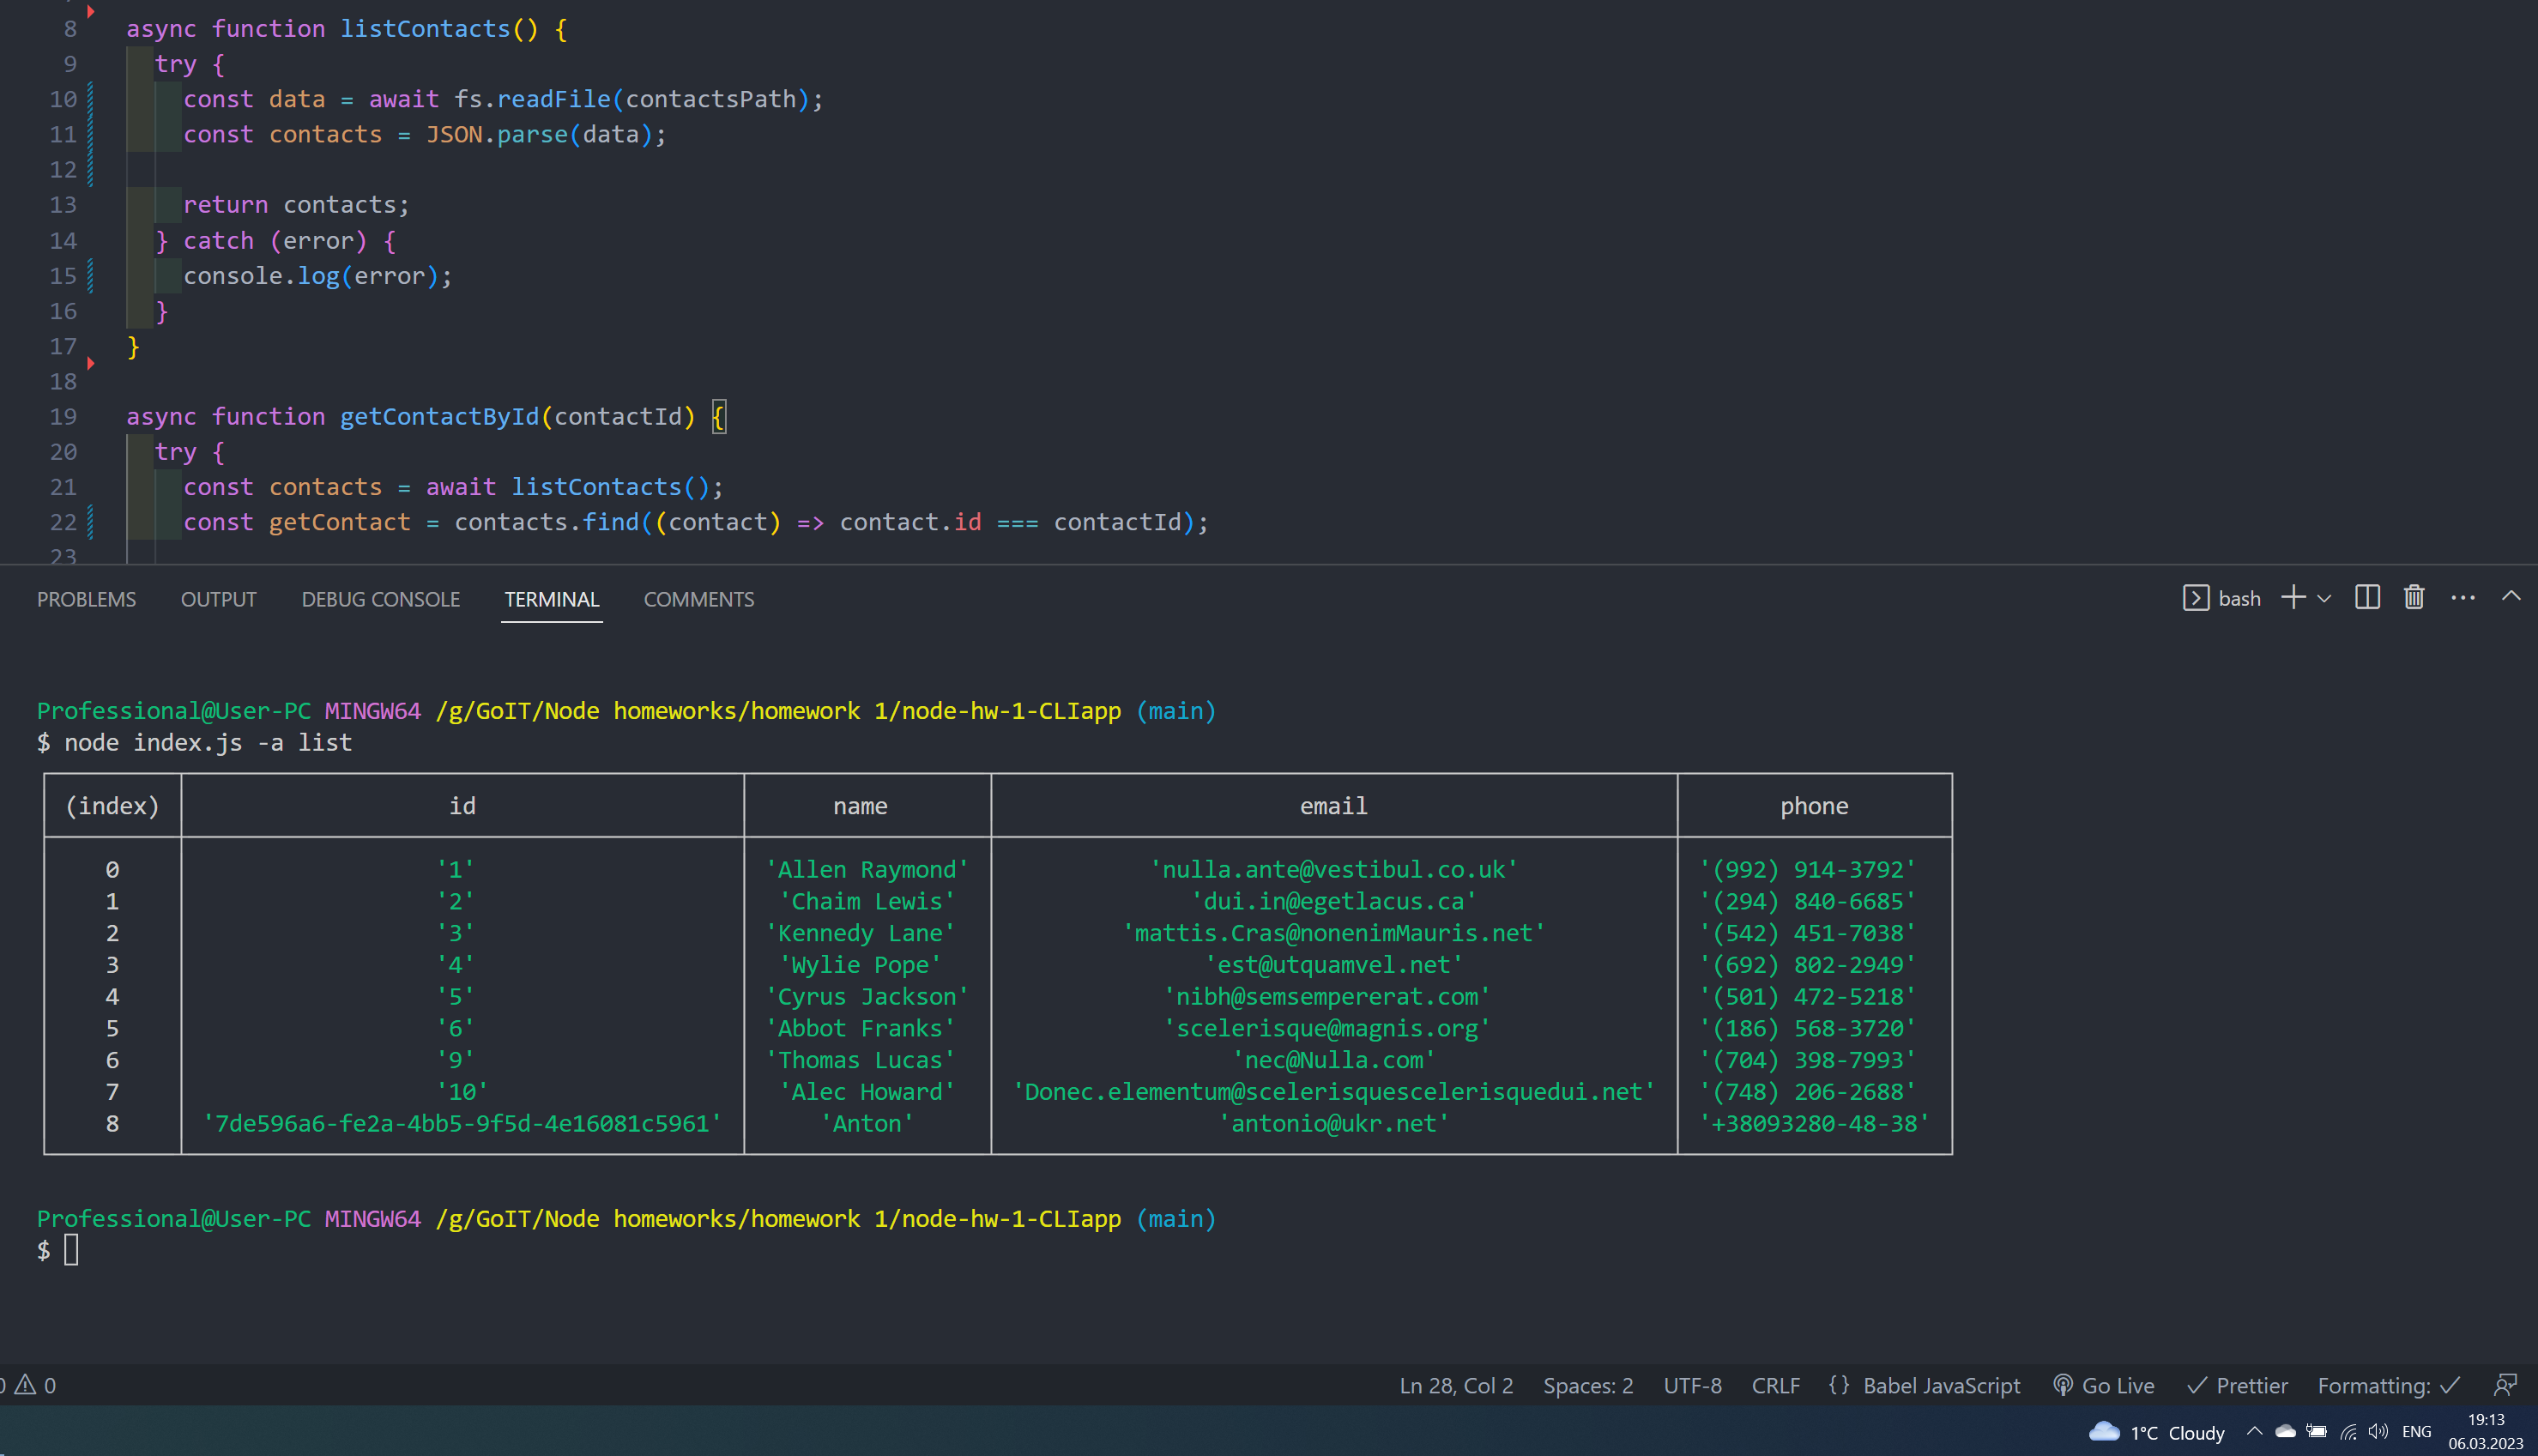 8 async function listContacts() {
9 try {
10 const data = await fs.readFile(contactsPath);
11 const contacts = JSON.parse(data);
12
13 return contacts;
14 } catch (error) {
15 console.log(error);
16 }
17 }
18
19 async function getContactById(contactId) {
20 try {
21 const contacts = await listContacts();
22 const getContact = contacts.find((contact) => contact.id === contactId);
23
PROBLEMS OUTPUT DEBUG CONSOLE TERMINAL COMMENTS bash
Professional@User-PC MINGW64 /g/GoIT/Node homeworks/homework 1/node-hw-1-CLIapp (main)
$ node index.js -a list
(index) id name email phone
0 '1' 'Allen Raymond' 'nulla.ante@vestibul.co.uk' '(992) 914-3792'
1 '2' 'Chaim Lewis' 'dui.in@egetlacus.ca' '(294) 840-6685'
2 '3' 'Kennedy Lane' 'mattis.Cras@nonenimMauris.net' '(542) 451-7038'
3 '4' 'Wylie Pope' 'est@utquamvel.net' '(692) 802-2949'
4 '5' 'Cyrus Jackson' 'nibh@semsempererat.com' '(501) 472-5218'
5 '6' 'Abbot Franks' 'scelerisque@magnis.org' '(186) 568-3720'
6 '9' 'Thomas Lucas' 'nec@Nulla.com' '(704) 398-7993'
7 '10' 'Alec Howard' 'Donec.elementum@scelerisquescelerisquedui.net' '(748) 206-2688'
8 '7de596a6-fe2a-4bb5-9f5d-4e16081c5961' 'Anton' 'antonio@ukr.net' '+38093280-48-38'
Professional@User-PC MINGW64 /g/GoIT/Node homeworks/homework 1/node-hw-1-CLIapp (main)
$
0 0 Ln 28, Col 2 Spaces: 2 UTF-8 CRLF {} Babel JavaScript Go Live Prettier Formatting:
1°C Cloudy ENG 19:13
06.03.2023